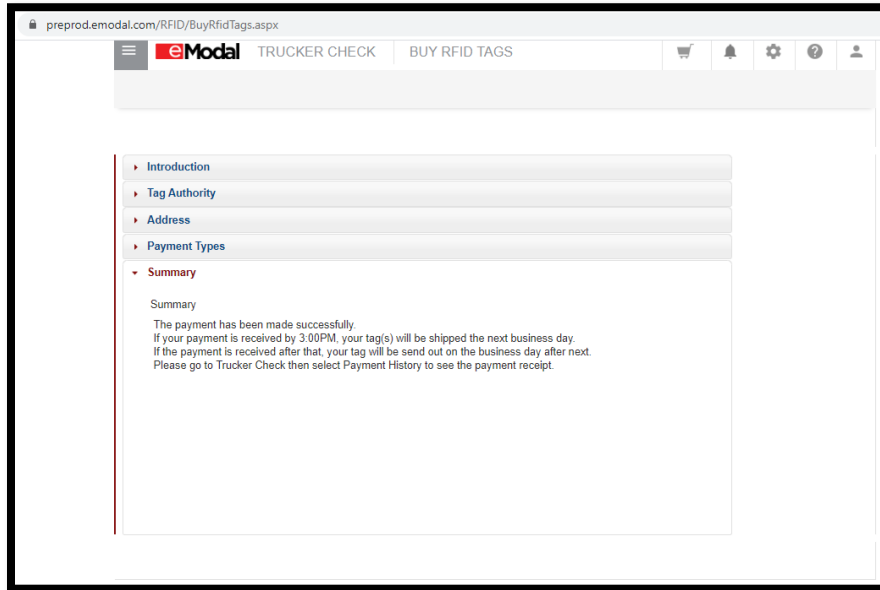 preprod.emodal.com/RFID/BuyRfidTags.aspx
eModal TRUCKER CHECK BUY RFID TAGS
Introduction
Tag Authority
Address
Payment Types
Summary
Summary
The payment has been made successfully.
If your payment is received by 3:00PM, your tag(s) will be shipped the next business day.
If the payment is received after that, your tag will be send out on the business day after next.
Please go to Trucker Check then select Payment History to see the payment receipt.